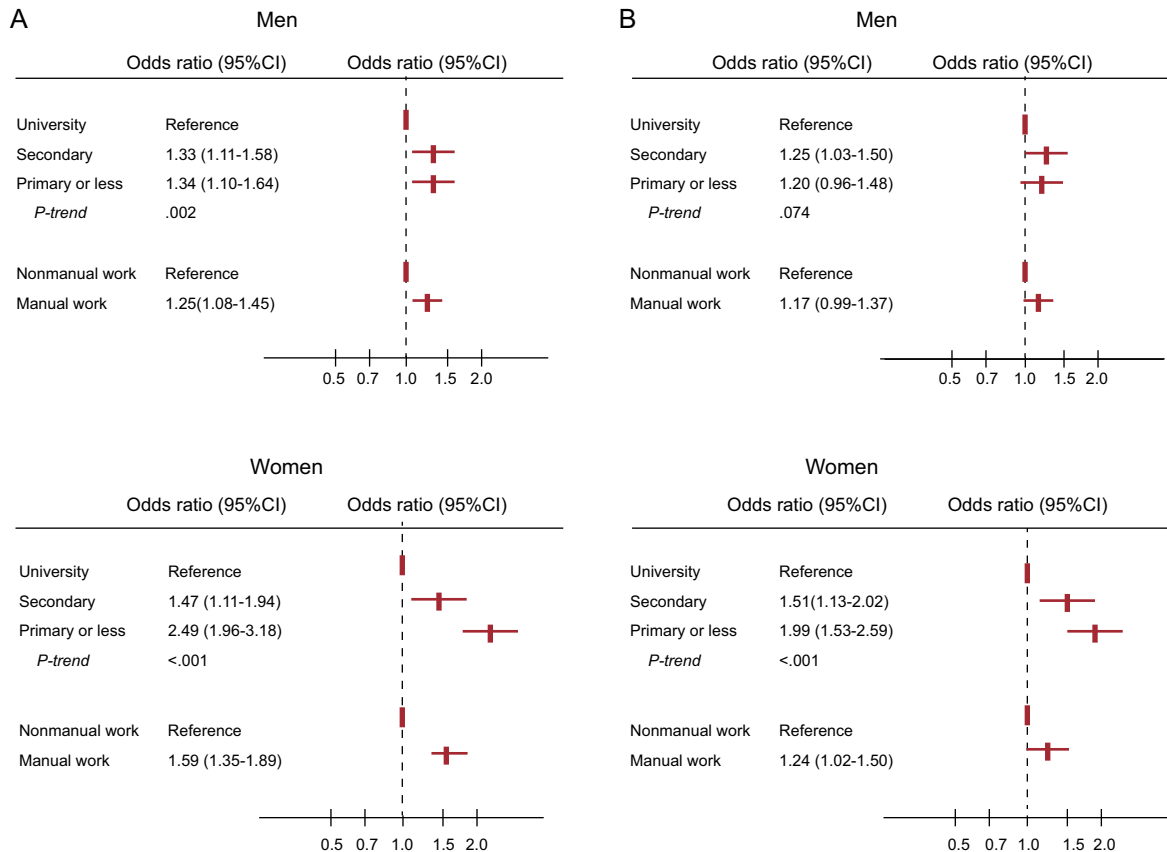 A
Men
Odds ratio (95%CI) Odds ratio (95%CI)
University Reference
Secondary 1.33 (1.11-1.58)
Primary or less 1.34 (1.10-1.64)
P-trend .002
Nonmanual work Reference
Manual work 1.25(1.08-1.45)
0.5 0.7 1.0 1.5 2.0
Women
Odds ratio (95%CI) Odds ratio (95%CI)
University Reference
Secondary 1.47 (1.11-1.94)
Primary or less 2.49 (1.96-3.18)
P-trend <.001
Nonmanual work Reference
Manual work 1.59 (1.35-1.89)
0.5 0.7 1.0 1.5 2.0
B
Men
Odds ratio (95%CI) Odds ratio (95%CI)
University Reference
Secondary 1.25 (1.03-1.50)
Primary or less 1.20 (0.96-1.48)
P-trend .074
Nonmanual work Reference
Manual work 1.17 (0.99-1.37)
0.5 0.7 1.0 1.5 2.0
Women
Odds ratio (95%CI) Odds ratio (95%CI)
University Reference
Secondary 1.51(1.13-2.02)
Primary or less 1.99 (1.53-2.59)
P-trend <.001
Nonmanual work Reference
Manual work 1.24 (1.02-1.50)
0.5 0.7 1.0 1.5 2.0